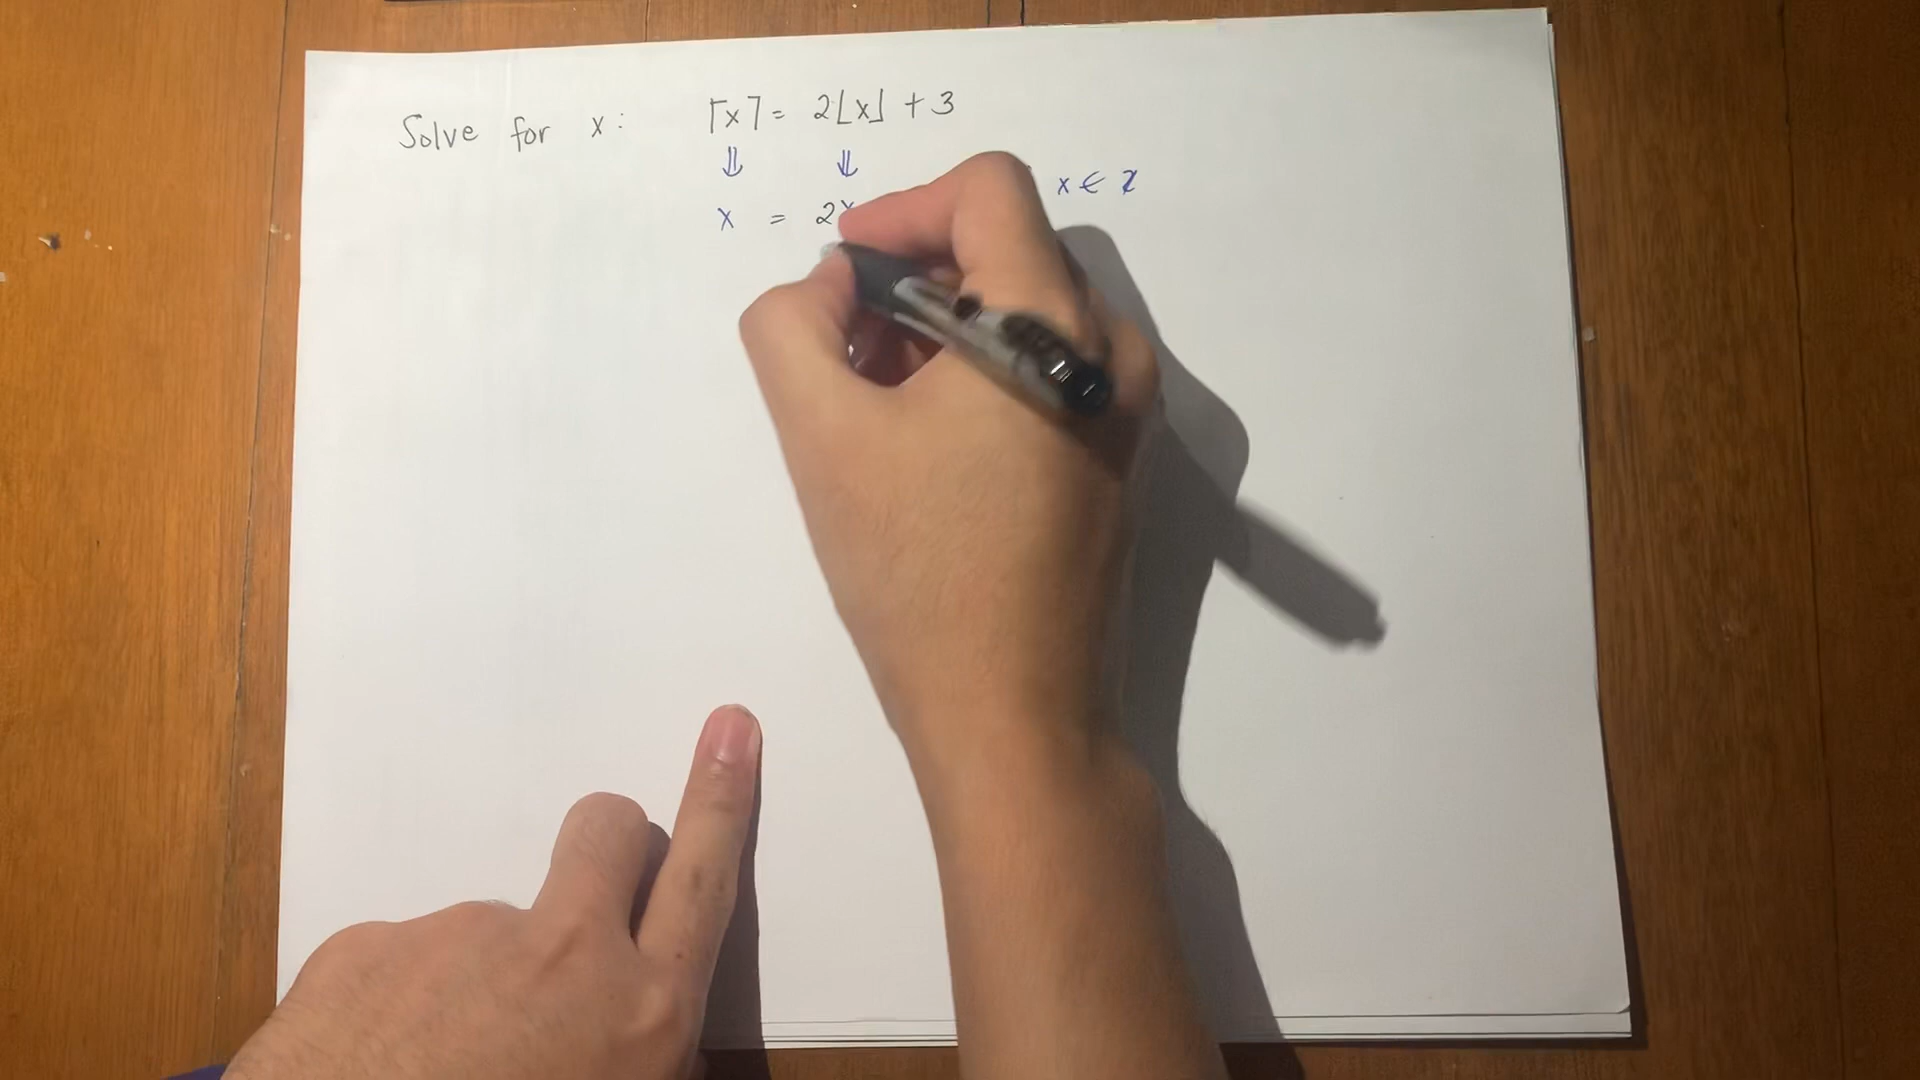 Solve for x: ⌈x⌉ = 2⌊x⌋ + 3
⇓ ⇓
x ∈ Z
x = 2x